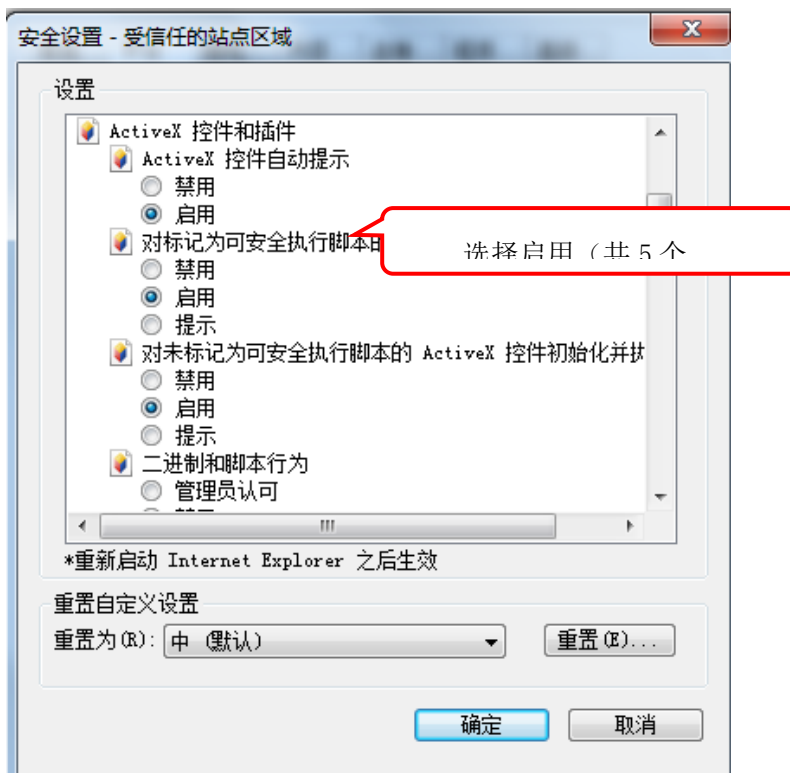 安全设置 - 受信任的站点区域
设置
ActiveX 控件和插件
ActiveX 控件自动提示
禁用
启用
对标记为可安全执行脚本的
选择启用（共 5 个
禁用
启用
提示
对未标记为可安全执行脚本的 ActiveX 控件初始化并执
禁用
启用
提示
二进制和脚本行为
管理员认可
*重新启动 Internet Explorer 之后生效
重置自定义设置
重置为(R):
中 (默认)
重置(E)...
确定
取消